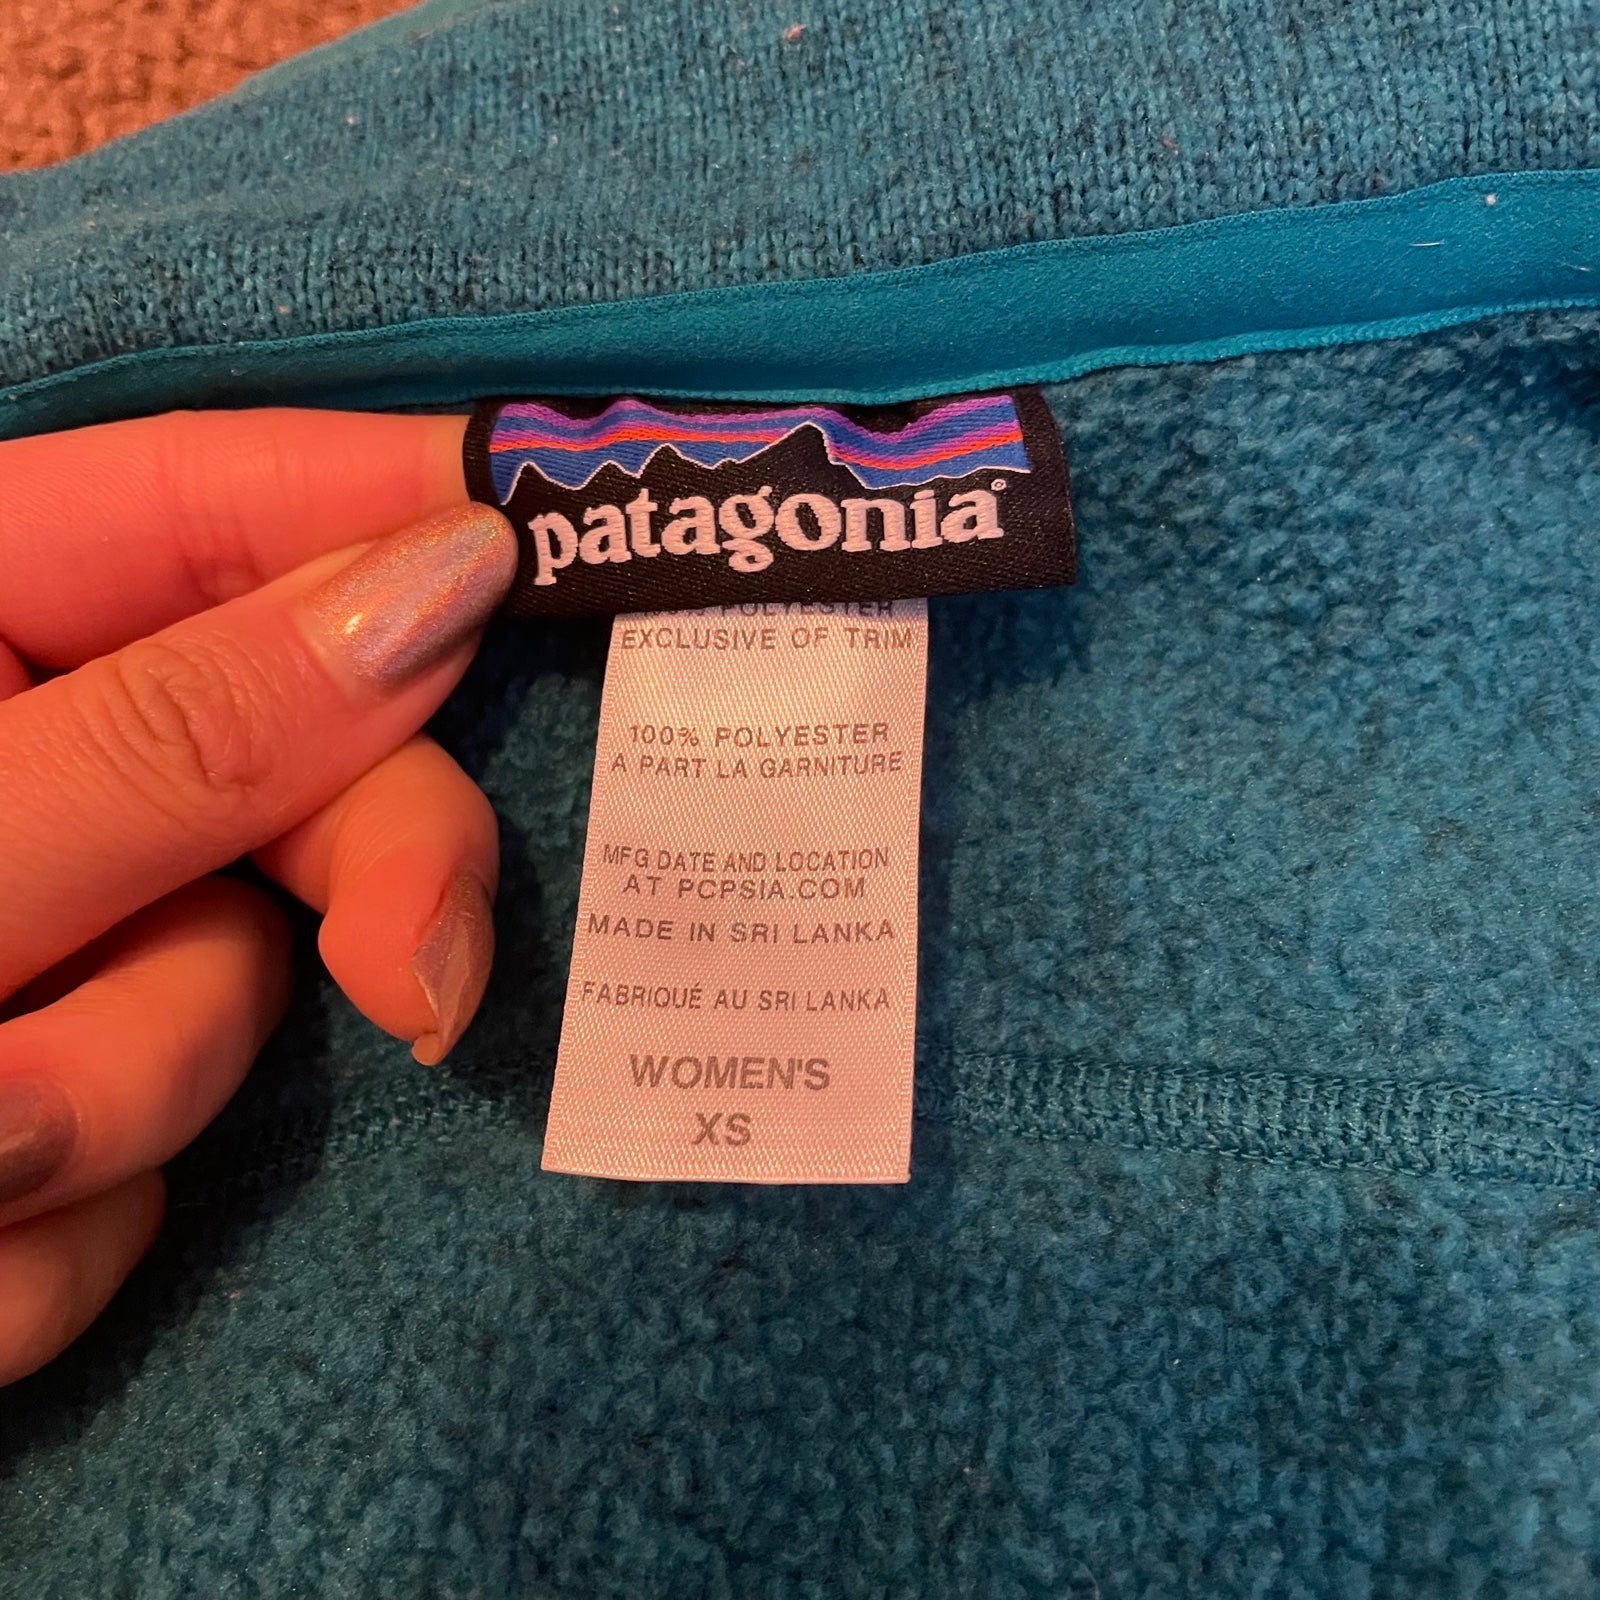 patagonia®
POLYESTER
EXCLUSIVE OF TRIM
100% POLYESTER
A PART LA GARNITURE
MFG DATE AND LOCATION
AT PCPSIA.COM
MADE IN SRI LANKA
FABRIQUÉ AU SRI LANKA
WOMEN'S
XS